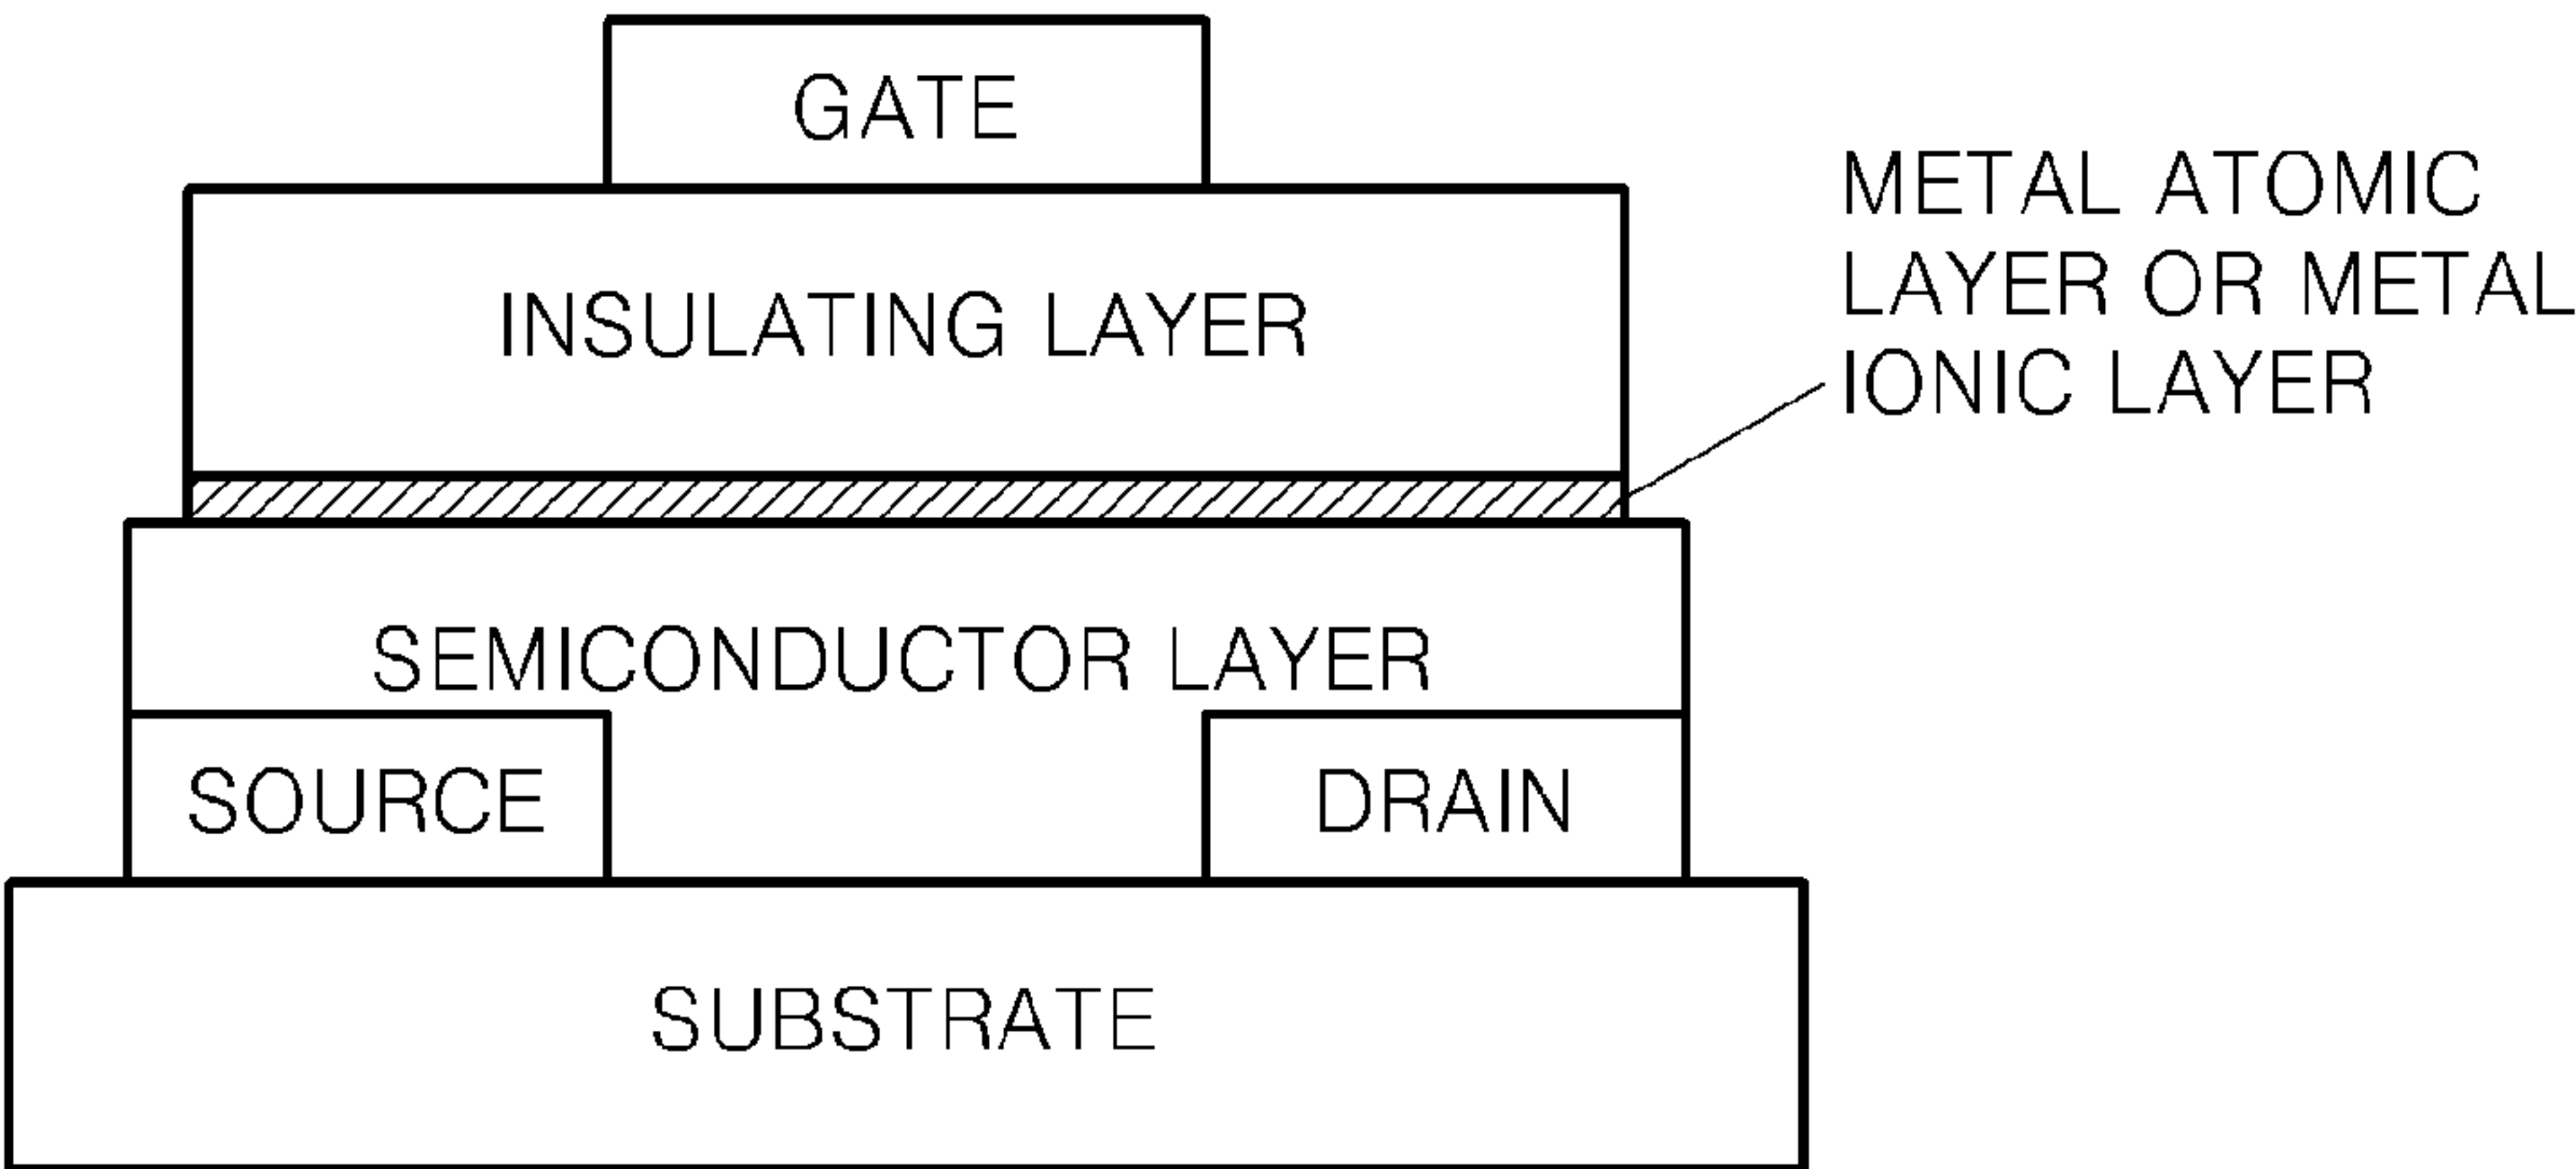 GATE
METAL ATOMIC
LAYER OR METAL
IONIC LAYER
INSULATING LAYER
SEMICONDUCTOR LAYER
SOURCE
DRAIN
SUBSTRATE